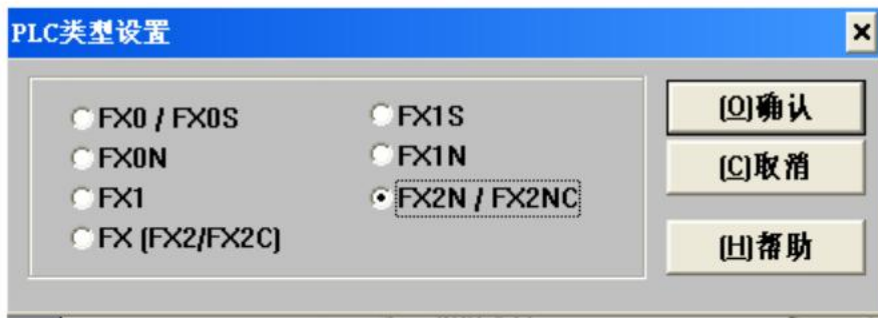 PLC类型设置
FX0 / FX0S
FX0N
FX1
FX (FX2/FX2C)
FX1S
FX1N
FX2N / FX2NC
(O)确认
(C)取消
(H)帮助